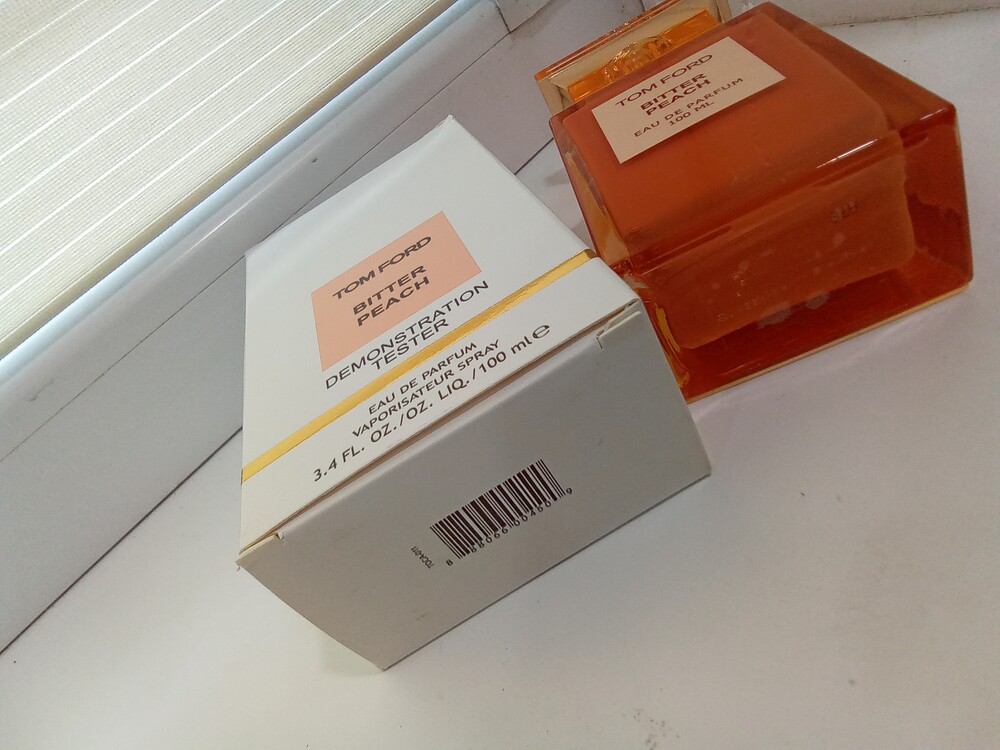 TOM FORD
BITTER
PEACH
EAU DE PARFUM
100 ML
TOM FORD
BITTER
PEACH
DEMONSTRATION
TESTER
EAU DE PARFUM
VAPORISATEUR SPRAY
3.4 FL. OZ./OZ. LIQ./100 ml e